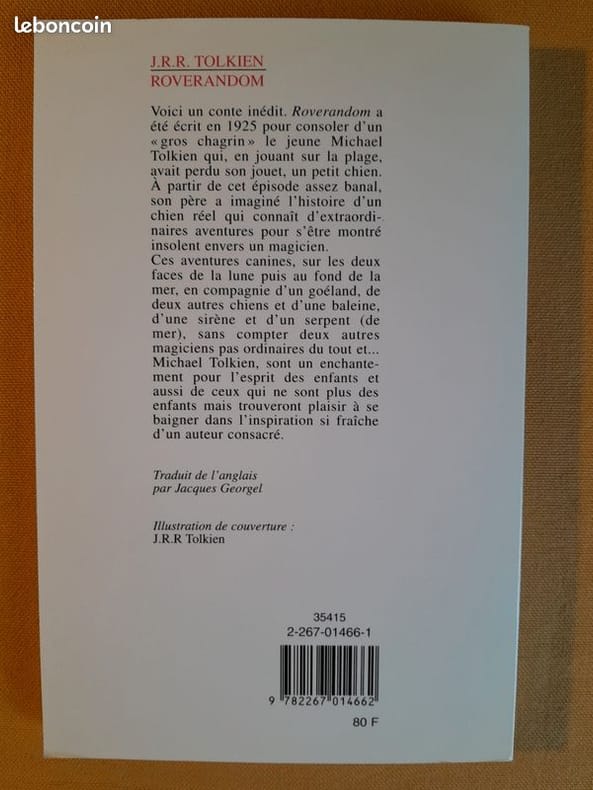 leboncoin
J.R.R. TOLKIEN
ROVERANDOM
Voici un conte inédit. Roverandom a
été écrit en 1925 pour consoler d'un
« gros chagrin » le jeune Michael
Tolkien qui, en jouant sur la plage,
avait perdu son jouet, un petit chien.
À partir de cet épisode assez banal,
son père a imaginé l'histoire d'un
chien réel qui connaît d'extraordi-
naires aventures pour s'être montré
insolent envers un magicien.
Ces aventures canines, sur les deux
faces de la lune puis au fond de la
mer, en compagnie d'un goéland, de
deux autres chiens et d'une baleine,
d'une sirène et d'un serpent (de
mer), sans compter deux autres
magiciens pas ordinaires du tout et...
Michael Tolkien, sont un enchante-
ment pour l'esprit des enfants et
aussi de ceux qui ne sont plus des
enfants mais trouveront plaisir à se
baigner dans l'inspiration si fraîche
d'un auteur consacré.
Traduit de l'anglais
par Jacques Georgel
Illustration de couverture :
J.R.R Tolkien
35415
2-267-01466-1
9 782267 014662
80 F